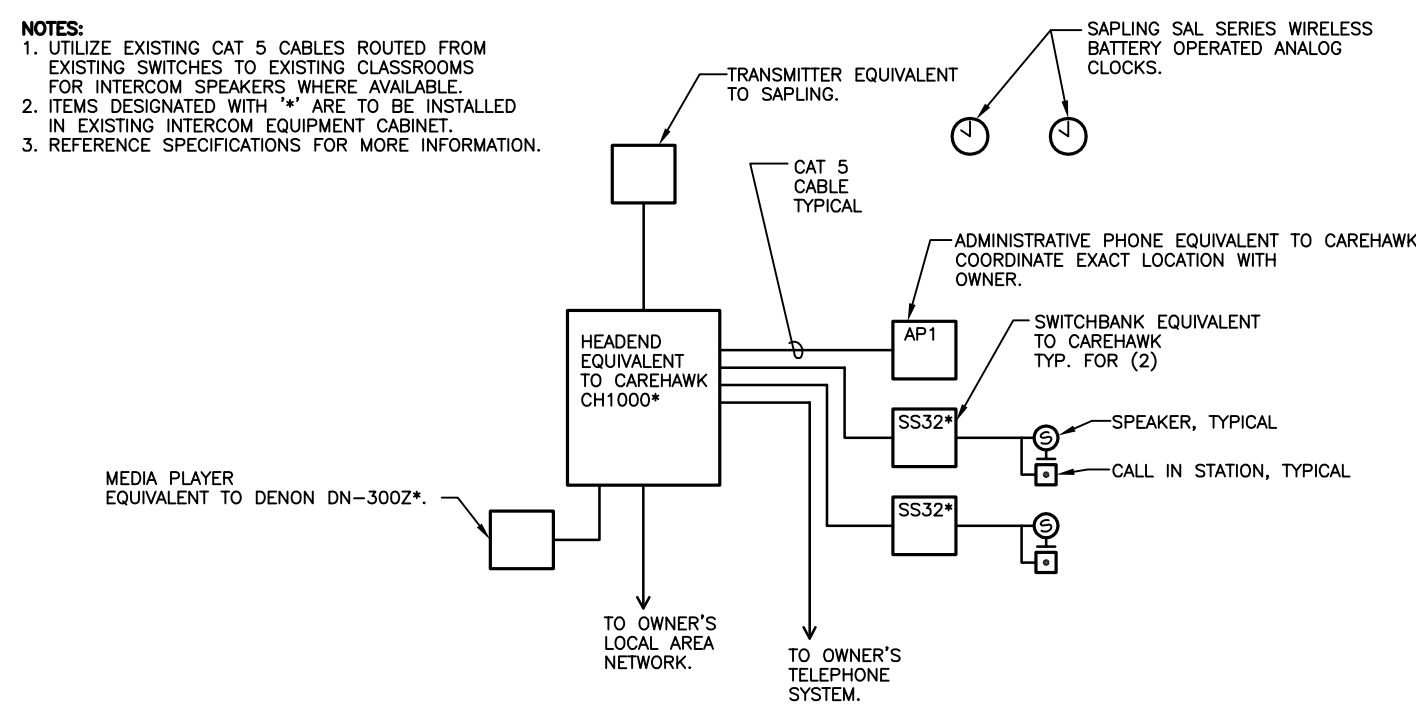 NOTES:
1. UTILIZE EXISTING CAT 5 CABLES ROUTED FROM
EXISTING SWITCHES TO EXISTING CLASSROOMS
FOR INTERCOM SPEAKERS WHERE AVAILABLE.
2. ITEMS DESIGNATED WITH '*' ARE TO BE INSTALLED
IN EXISTING INTERCOM EQUIPMENT CABINET.
3. REFERENCE SPECIFICATIONS FOR MORE INFORMATION.
SAPLING SAL SERIES WIRELESS
BATTERY OPERATED ANALOG
CLOCKS.
TRANSMITTER EQUIVALENT
TO SAPLING.
CAT 5
CABLE
TYPICAL
ADMINISTRATIVE PHONE EQUIVALENT TO CAREHAWK
COORDINATE EXACT LOCATION WITH
OWNER.
AP1
SWITCHBANK EQUIVALENT
TO CAREHAWK
TYP. FOR (2)
HEADEND
EQUIVALENT
TO CAREHAWK
CH1000*
SS32*
S
SPEAKER, TYPICAL
CALL IN STATION, TYPICAL
MEDIA PLAYER
EQUIVALENT TO DENON DN-300Z*.
SS32*
S
TO OWNER'S
LOCAL AREA
NETWORK.
TO OWNER'S
TELEPHONE
SYSTEM.